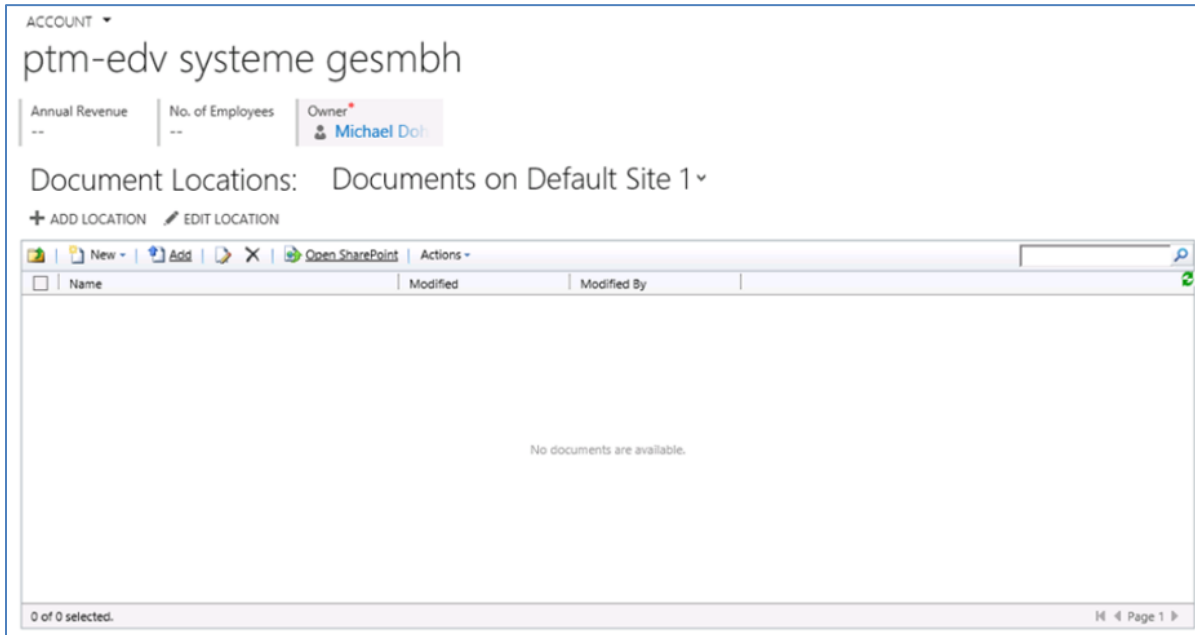 ACCOUNT
ptm-edv systeme gesmbh
Annual Revenue No. of Employees Owner*
-- -- Michael Doh
Document Locations: Documents on Default Site 1
ADD LOCATION EDIT LOCATION
New Add Open SharePoint Actions
Name Modified Modified By
No documents are available.
0 of 0 selected. Page 1